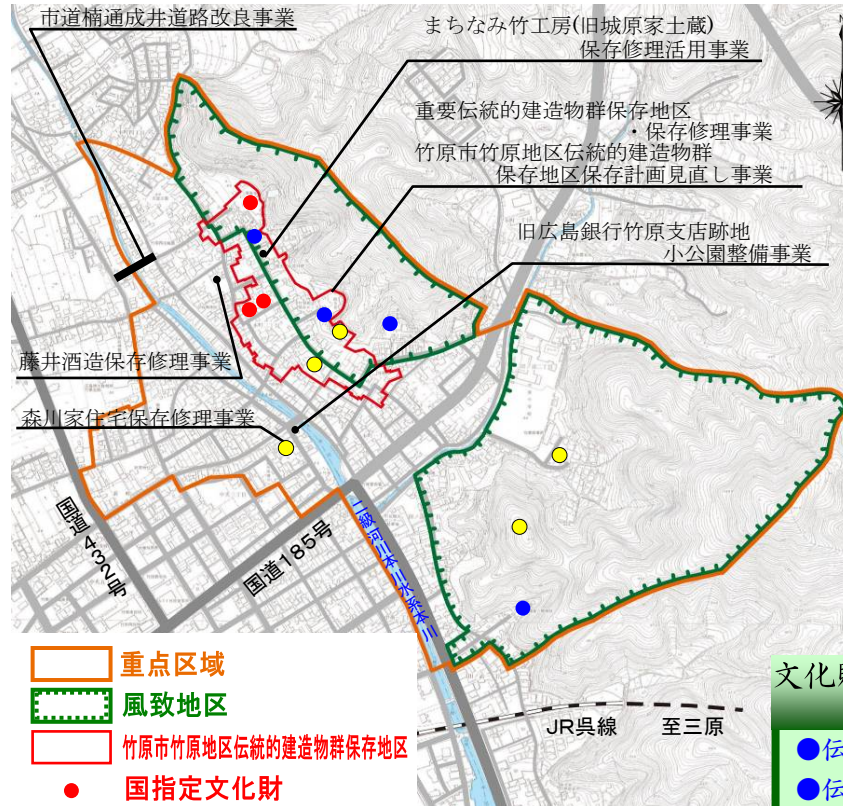 市道楠通成井道路改良事業
まちなみ竹工房(旧城原家土蔵)
保存修理活用事業
重要伝統的建造物群保存地区
・保存修理事業
竹原市竹原地区伝統的建造物群
保存地区保存計画見直し事業
旧広島銀行竹原支店跡地
小公園整備事業
藤井酒造保存修理事業
森川家住宅保存修理事業
国道432号
国道185号
二級河川本川水系本川
重点区域
風致地区
竹原市竹原地区伝統的建造物群保存地区
国指定文化財
JR呉線 至三原
文化財
●伝
●伝